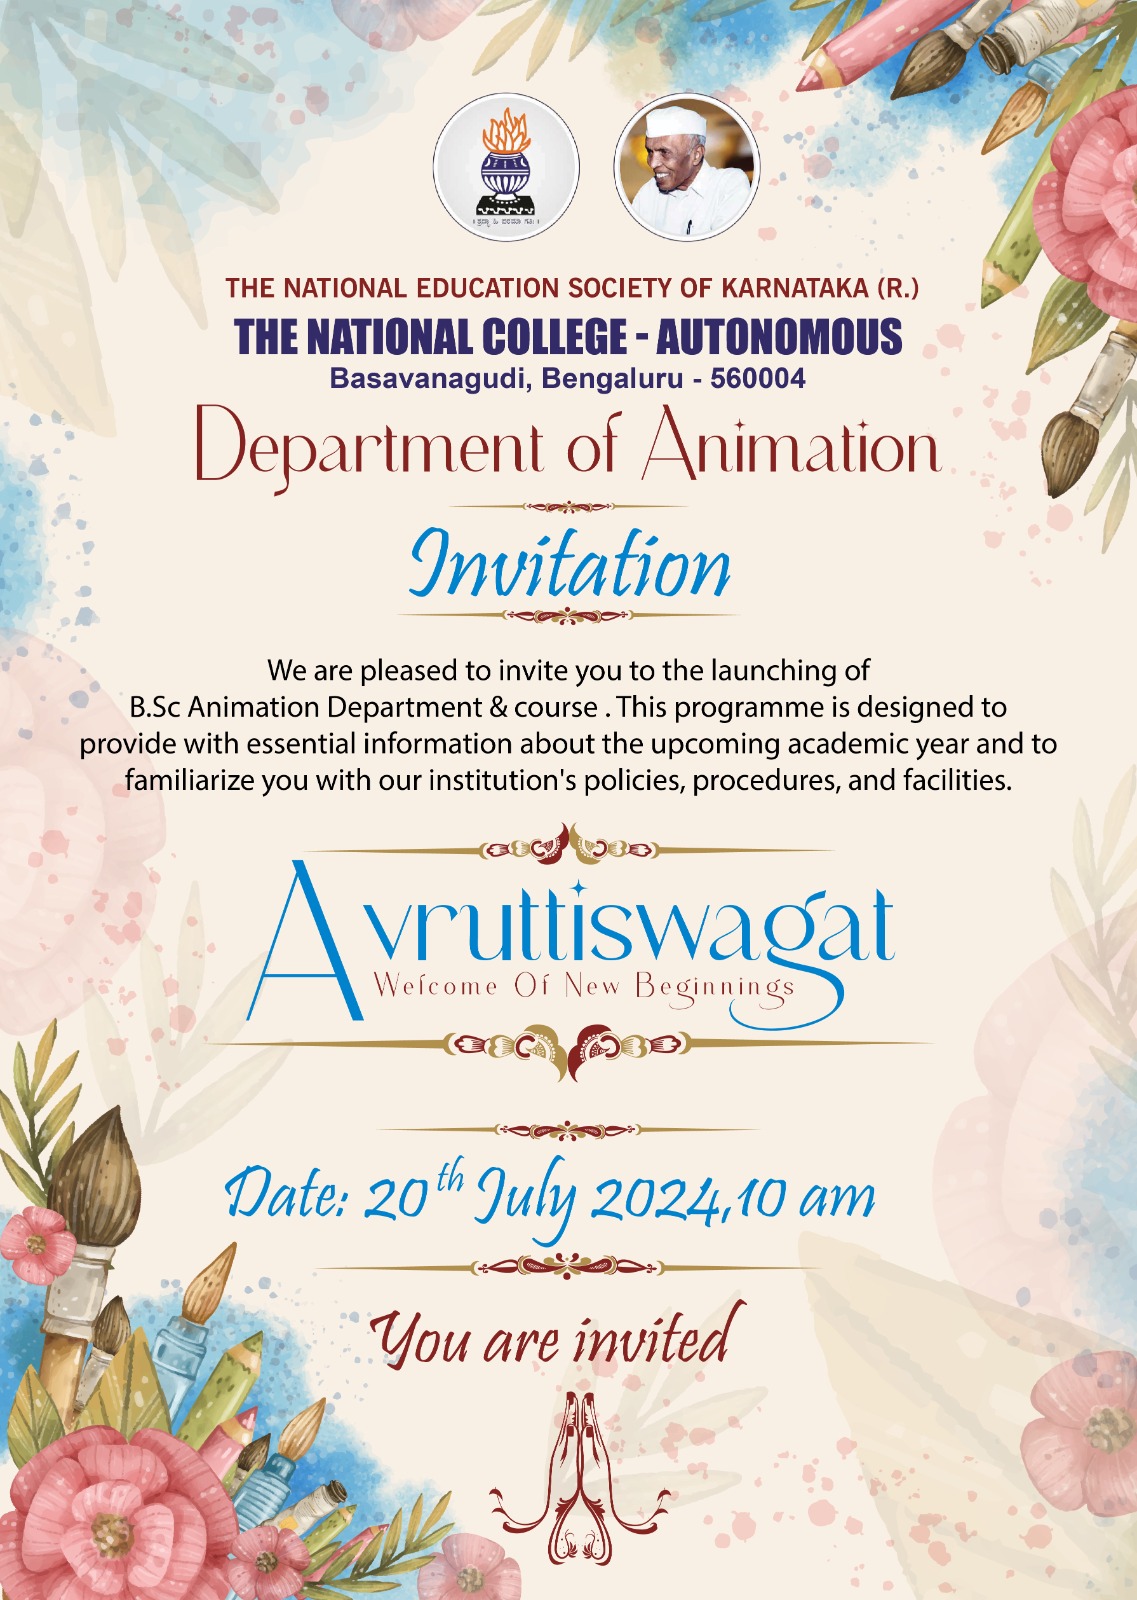 ಶ್ರದ್ಧಾ ಹಿ ಪರಮಾ ಗತಿಃ
THE NATIONAL EDUCATION SOCIETY OF KARNATAKA (R.)
THE NATIONAL COLLEGE - AUTONOMOUS
Basavanagudi, Bengaluru - 560004
Department of Animation
Invitation
We are pleased to invite you to the launching of
B.Sc Animation Department & course . This programme is designed to
provide with essential information about the upcoming academic year and to
familiarize you with our institution's policies, procedures, and facilities.
Avruttiswagat
Welcome Of New Beginnings
Date: 20th July 2024,10 am
You are invited